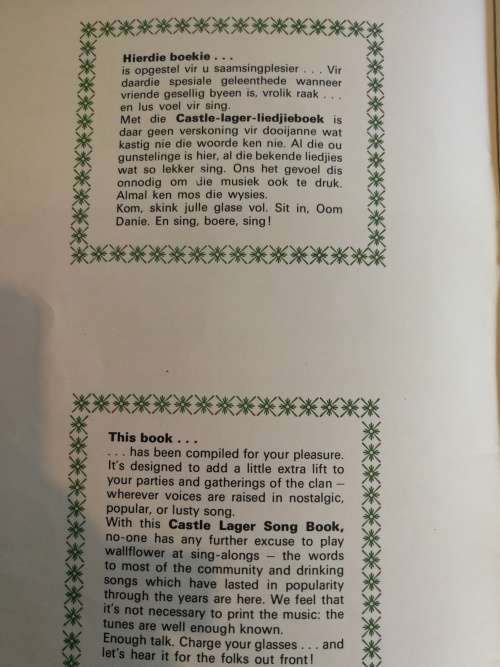 Hierdie boekie . . .
is opgestel vir u saamsingplesier . . . Vir
daardie spesiale geleenthede wanneer
vriende gesellig byeen is, vrolik raak . . .
en lus voel vir sing.
Met die Castle-lager-liedjieboek is
daar geen verskoning vir dooijanne wat
kastig nie die woorde ken nie. Al die ou
gunstelinge is hier, al die bekende liedjies
wat so lekker sing. Ons het gevoel dis
onnodig om die musiek ook te druk.
Almal ken mos die wysies.
Kom, skink julle glase vol. Sit in, Oom
Danie. En sing, boere, sing!
This book . . .
. . . has been compiled for your pleasure.
It's designed to add a little extra lift to
your parties and gatherings of the clan –
wherever voices are raised in nostalgic,
popular, or lusty song.
With this Castle Lager Song Book,
no-one has any further excuse to play
wallflower at sing-alongs – the words
to most of the community and drinking
songs which have lasted in popularity
through the years are here. We feel that
it's not necessary to print the music: the
tunes are well enough known.
Enough talk. Charge your glasses . . . and
let's hear it for the folks out front!